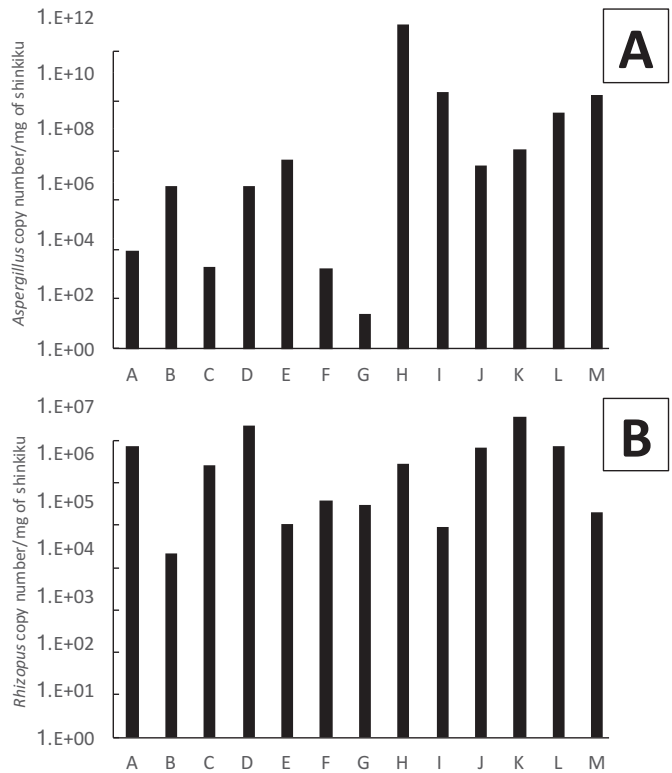 1.E+12
1.E+10
1.E+08
1.E+06
1.E+04
1.E+02
1.E+00
Aspergillus copy number/mg of shinkiku
A
A B C D E F G H I J K L M
1.E+07
1.E+06
1.E+05
1.E+04
1.E+03
1.E+02
1.E+01
1.E+00
Rhizopus copy number/mg of shinkiku
B
A B C D E F G H I J K L M